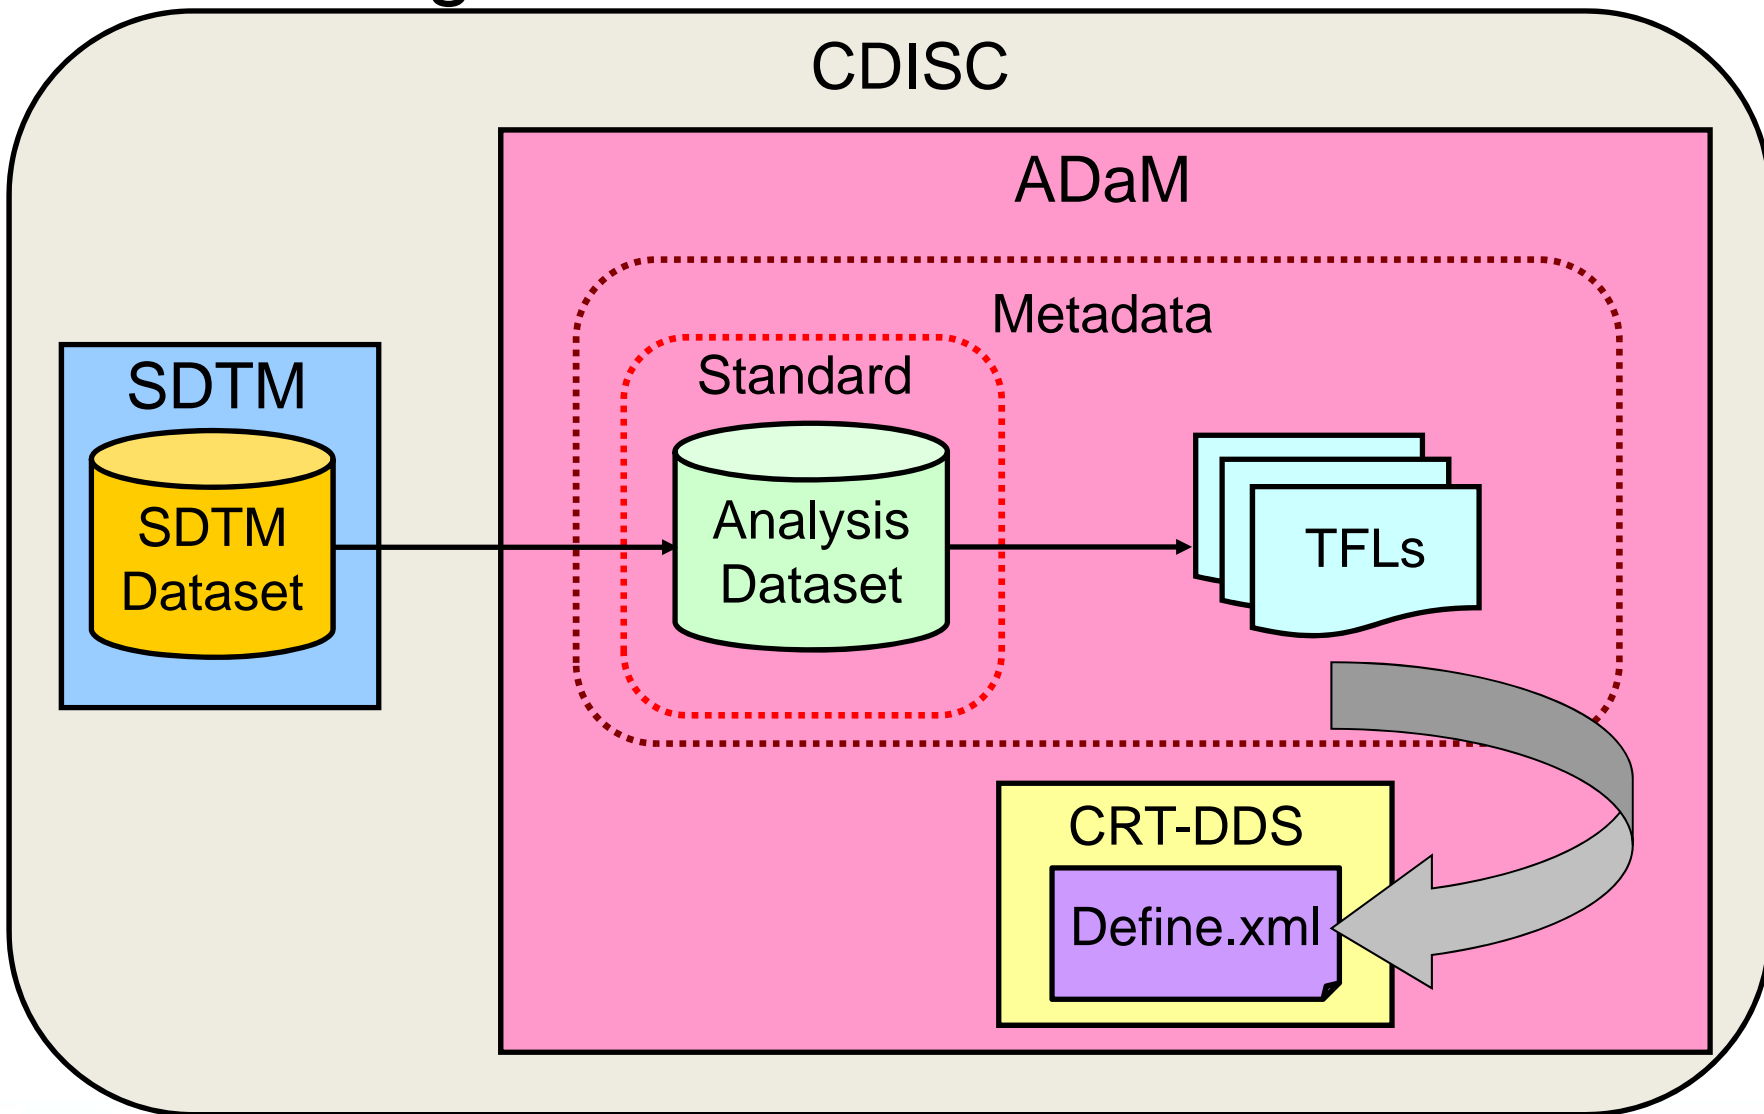 CDISC
ADaM
Metadata
Standard
SDTM
SDTM
Dataset
Analysis
Dataset
TFLs
CRT-DDS
Define.xml